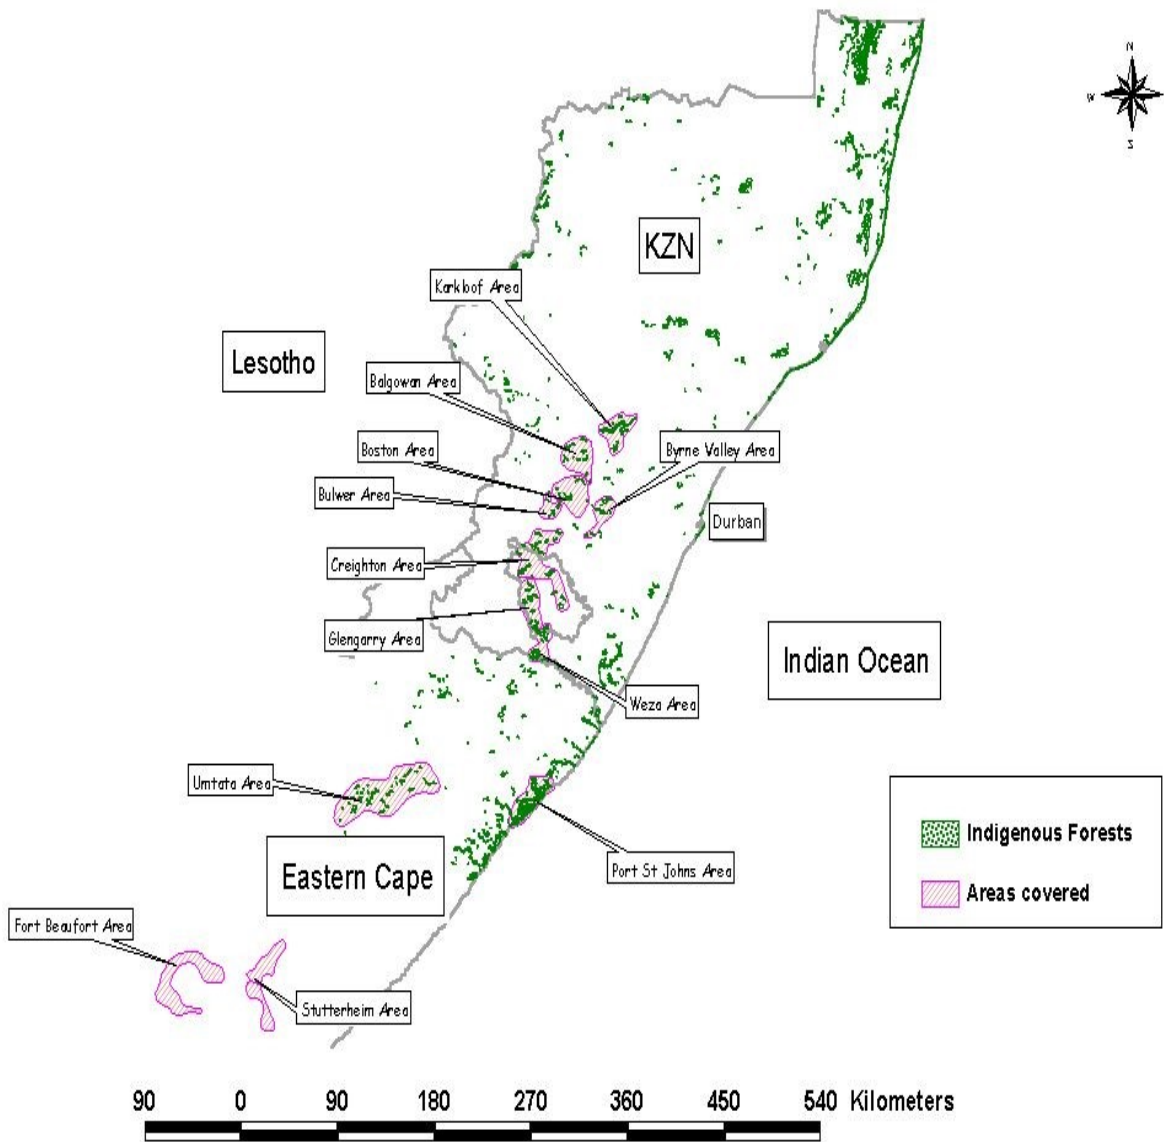 N
W
S
KZN
Karkloof Area
Lesotho
Balgowan Area
Boston Area
Byrne Valley Area
Bulwer Area
Durban
Creighton Area
Glengarry Area
Indian Ocean
Weza Area
Umtata Area
Indigenous Forests
Eastern Cape
Port St Johns Area
Areas covered
Fort Beaufort Area
Stutterheim Area
90 0 90 180 270 360 450 540 Kilometers